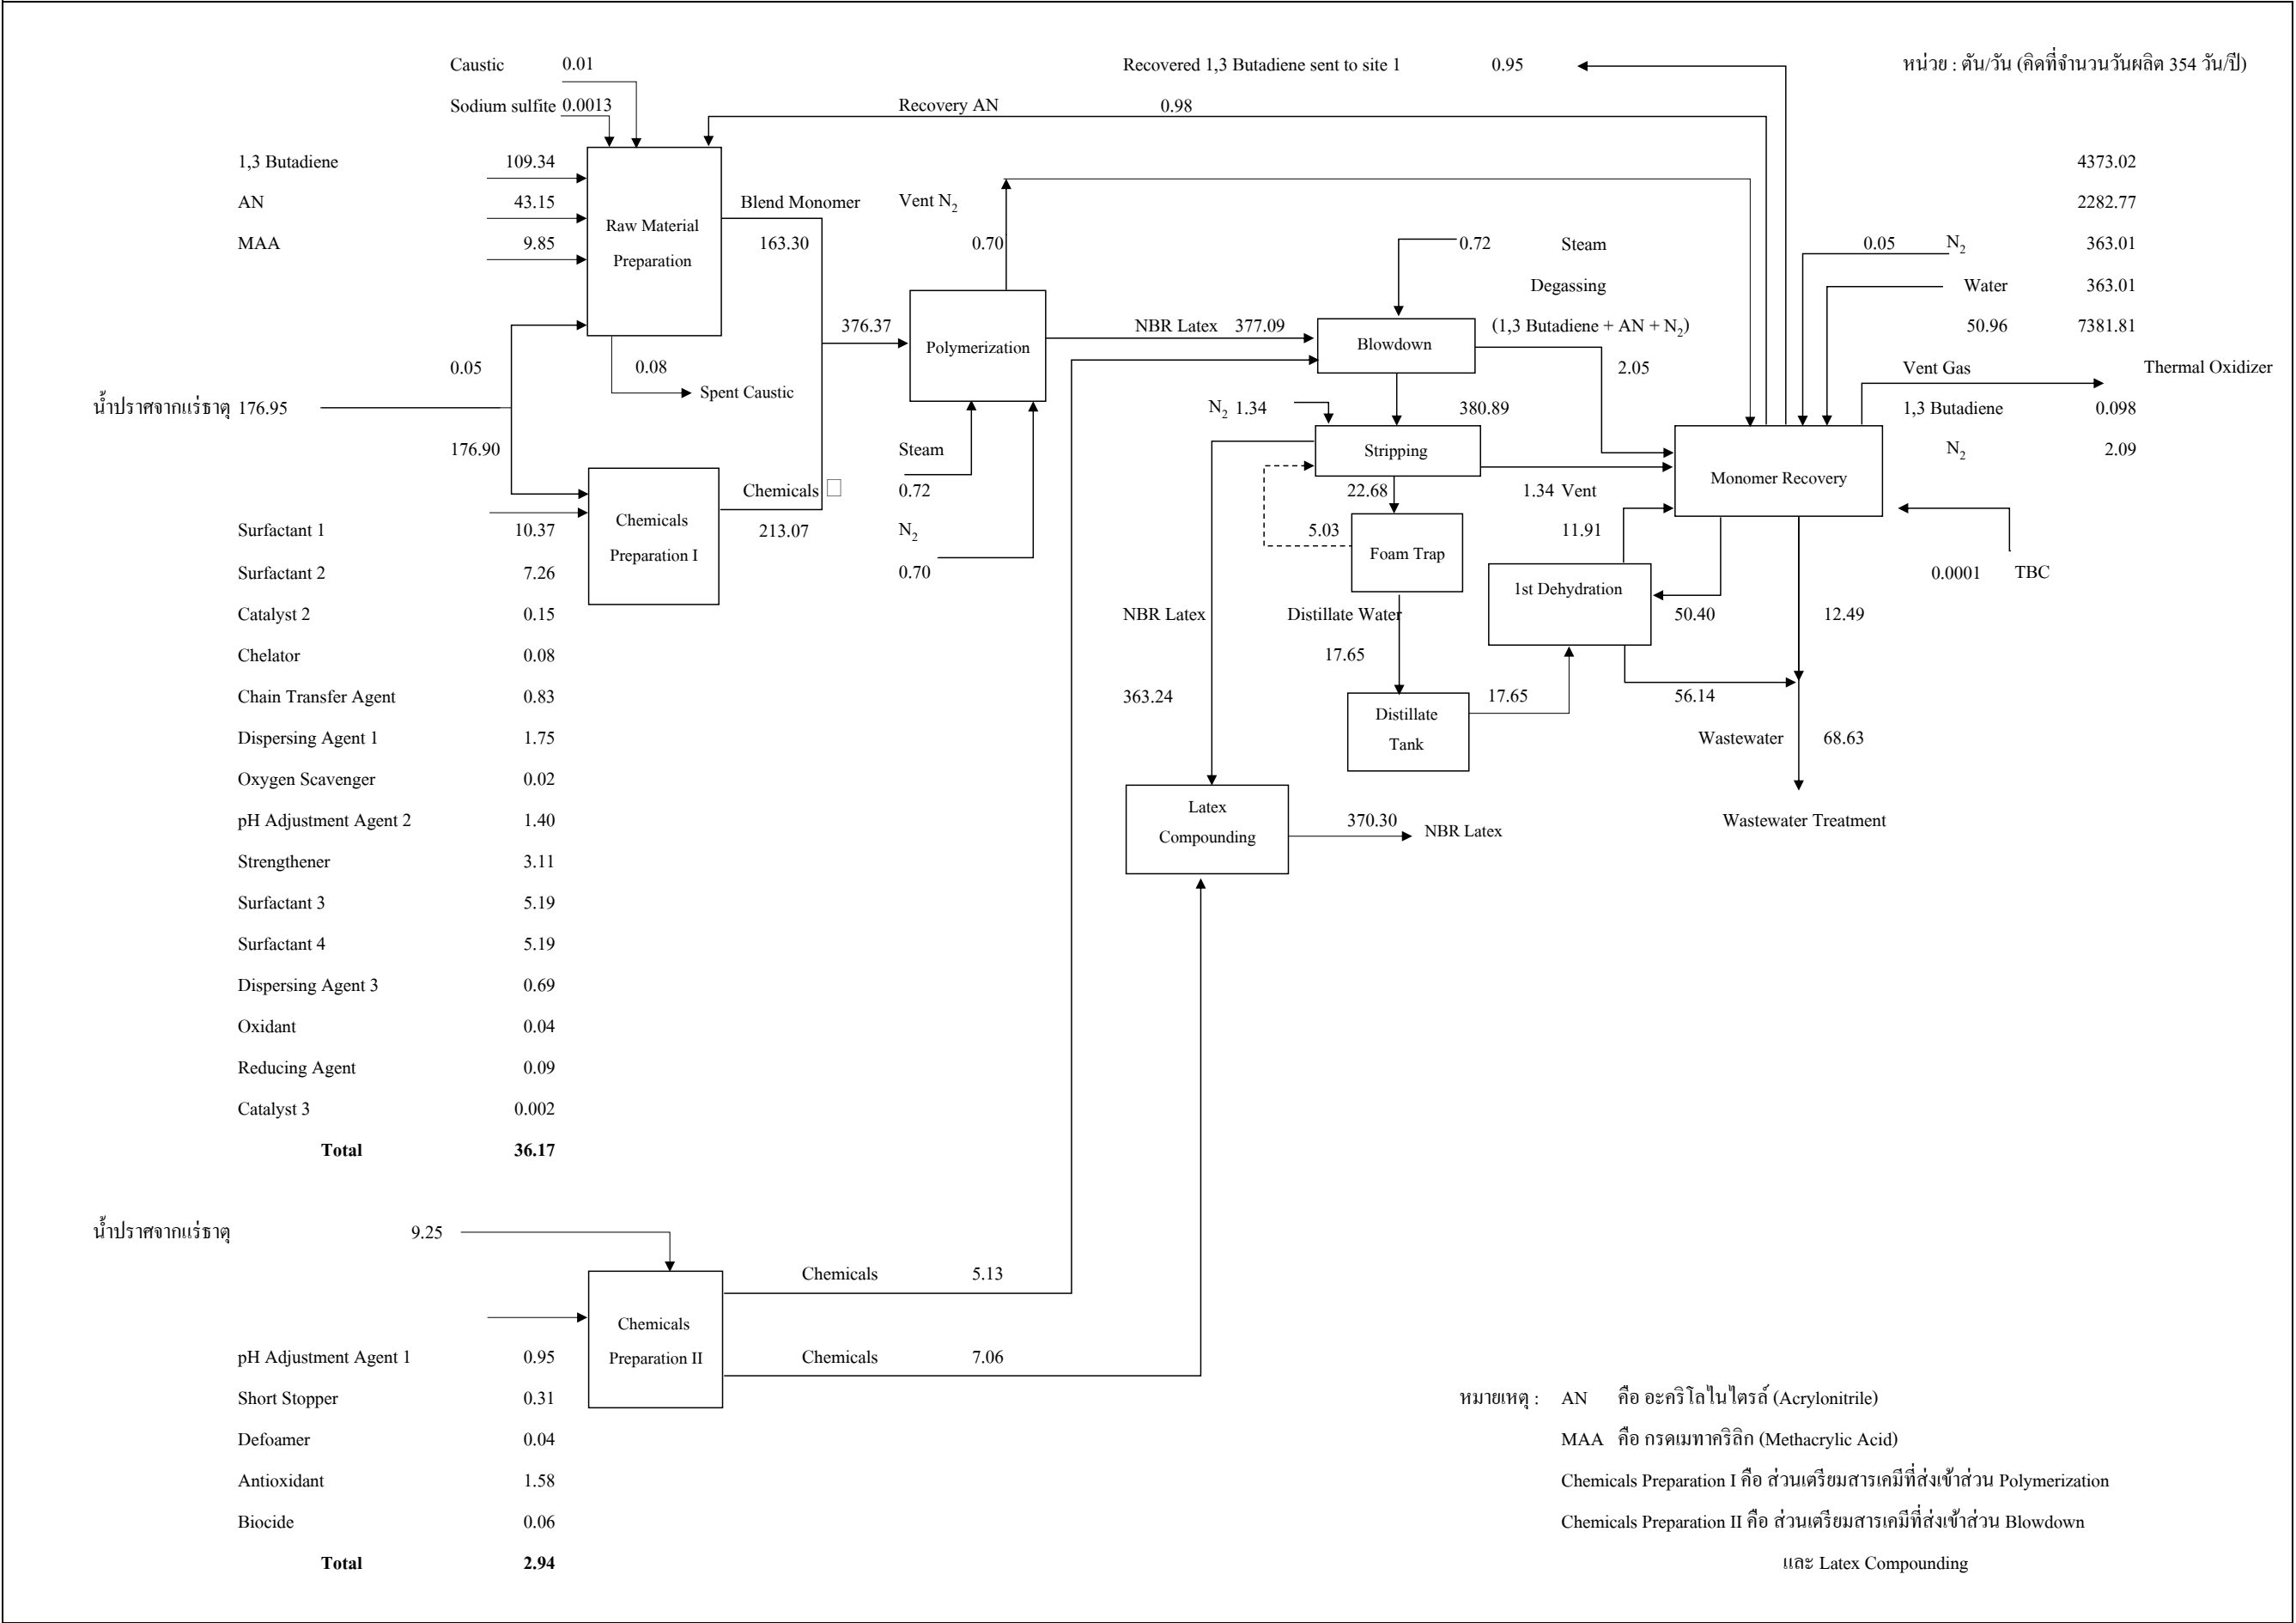 Caustic 0.01 Recovered 1,3 Butadiene sent to site 1 0.95 หน่วย : ตัน/วัน (คิดที่จำนวนวันผลิต 354 วัน/ปี)
Sodium sulfite 0.0013 Recovery AN 0.98
1,3 Butadiene 109.34 4373.02
AN 43.15 Blend Monomer Vent N2 2282.77
Raw Material
MAA 9.85 163.30 0.70 0.72 Steam 0.05 N2 363.01
Preparation
Degassing Water 363.01
376.37 NBR Latex 377.09 (1,3 Butadiene + AN + N2) 50.96 7381.81
Polymerization Blowdown
0.05 0.08 2.05 Vent Gas Thermal Oxidizer
Spent Caustic
น้ำปราศจากแร่ธาตุ 176.95 N2 1.34 380.89 1,3 Butadiene 0.098
176.90 Steam Stripping N2 2.09
Monomer Recovery
Chemicals □ 0.72 22.68 1.34 Vent
Chemicals
Surfactant 1 10.37 213.07 N2 5.03 11.91
Preparation I Foam Trap
Surfactant 2 7.26 0.70 0.0001 TBC
1st Dehydration
Catalyst 2 0.15 NBR Latex Distillate Water 50.40 12.49
Chelator 0.08 17.65
Chain Transfer Agent 0.83 363.24 17.65 56.14
Distillate
Dispersing Agent 1 1.75 Wastewater 68.63
Tank
Oxygen Scavenger 0.02
Latex
pH Adjustment Agent 2 1.40 370.30 NBR Latex Wastewater Treatment
Compounding
Strengthener 3.11
Surfactant 3 5.19
Surfactant 4 5.19
Dispersing Agent 3 0.69
Oxidant 0.04
Reducing Agent 0.09
Catalyst 3 0.002
Total 36.17
น้ำปราศจากแร่ธาตุ 9.25
Chemicals 5.13
Chemicals
pH Adjustment Agent 1 0.95 Preparation II Chemicals 7.06
Short Stopper 0.31 หมายเหตุ : AN คือ อะคริโลไนไตรล์ (Acrylonitrile)
Defoamer 0.04 MAA คือ กรดเมทาคริลิก (Methacrylic Acid)
Antioxidant 1.58 Chemicals Preparation I คือ ส่วนเตรียมสารเคมีที่ส่งเข้าส่วน Polymerization
Biocide 0.06 Chemicals Preparation II คือ ส่วนเตรียมสารเคมีที่ส่งเข้าส่วน Blowdown
Total 2.94 และ Latex Compounding